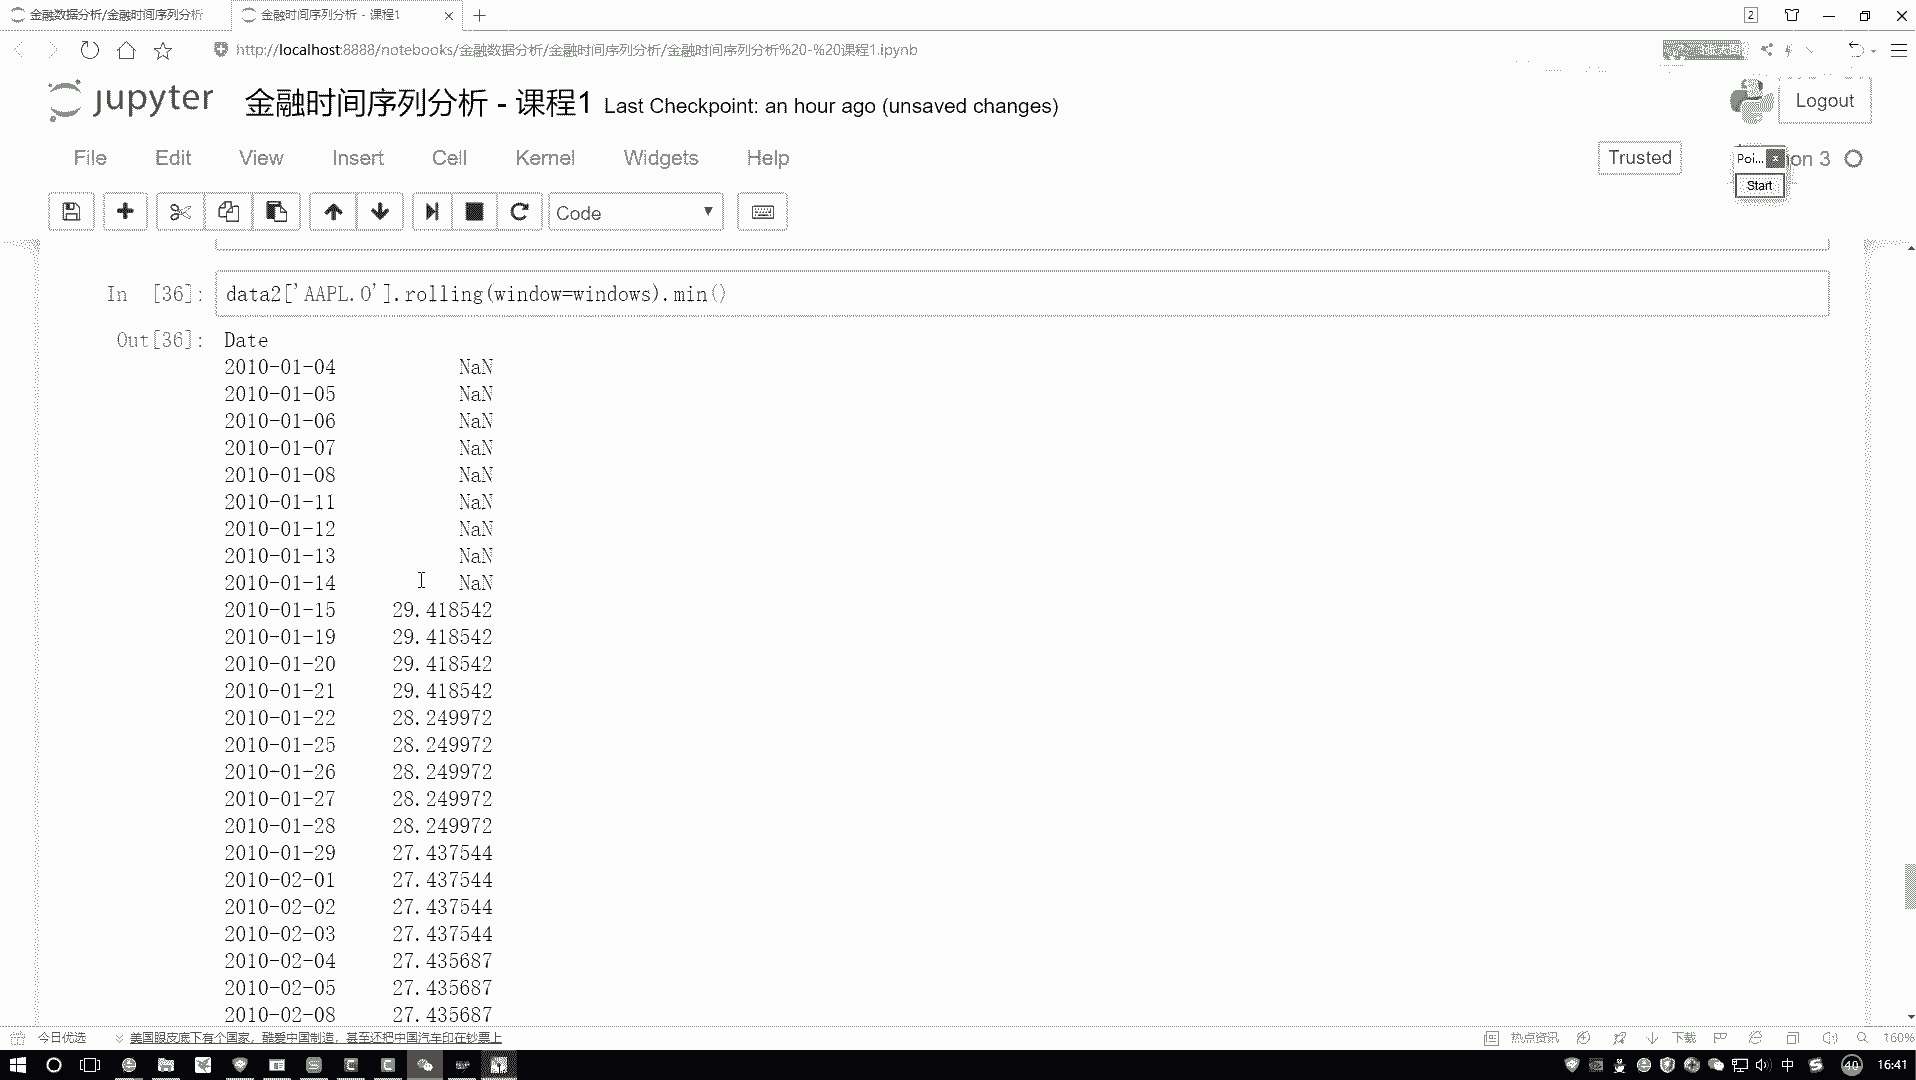 金融数据分析/金融时间序列分析
金融时间序列分析 - 课程1
2
http://localhost:8888/notebooks/金融数据分析/金融时间序列分析/金融时间序列分析%20-%20课程1.ipynb
jupyter 金融时间序列分析 - 课程1 Last Checkpoint: an hour ago (unsaved changes)
Logout
File Edit View Insert Cell Kernel Widgets Help
Trusted
Poi...
on 3
Start
Code
In [36]: data2['AAPL.O'].rolling(window=windows).min()
Out[36]: Date
2010-01-04 NaN
2010-01-05 NaN
2010-01-06 NaN
2010-01-07 NaN
2010-01-08 NaN
2010-01-11 NaN
2010-01-12 NaN
2010-01-13 NaN
2010-01-14 NaN
2010-01-15 29.418542
2010-01-19 29.418542
2010-01-20 29.418542
2010-01-21 29.418542
2010-01-22 28.249972
2010-01-25 28.249972
2010-01-26 28.249972
2010-01-27 28.249972
2010-01-28 28.249972
2010-01-29 27.437544
2010-02-01 27.437544
2010-02-02 27.437544
2010-02-03 27.437544
2010-02-04 27.435687
2010-02-05 27.435687
2010-02-08 27.435687
今日优选
美国眼皮底下有个国家，酷爱中国制造，甚至还把中国汽车印在钞票上
热点资讯
下载
160%
中
40
16:41